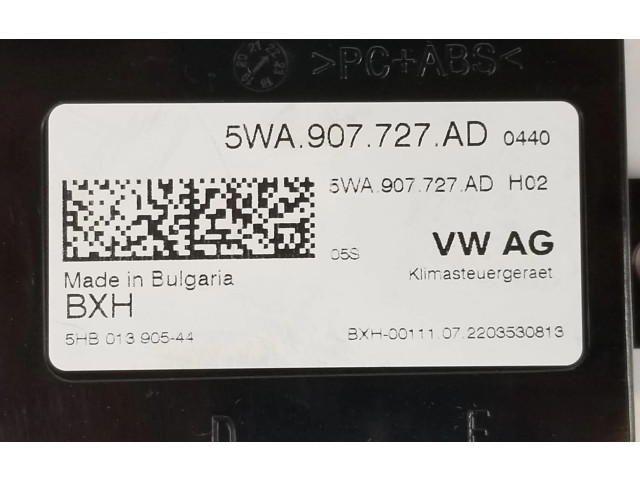 >PC+ABS<
5WA.907.727.AD 0440
5WA.907.727.AD H02
05S VW AG
Made in Bulgaria
Klimasteuergeraet
BXH
5HB 013 905-44
BXH-00111.07.2203530813